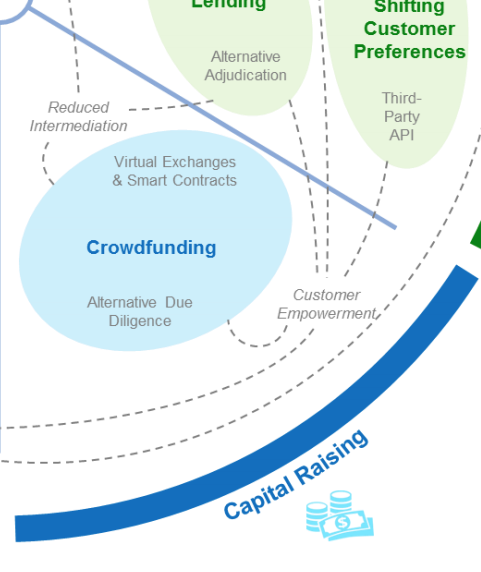 Lending
Shifting
Customer
Preferences
Alternative
Adjudication
Third-
Party
API
Reduced
Intermediation
Virtual Exchanges
& Smart Contracts
Crowdfunding
Alternative Due
Diligence
Customer
Empowerment
Capital Raising
$